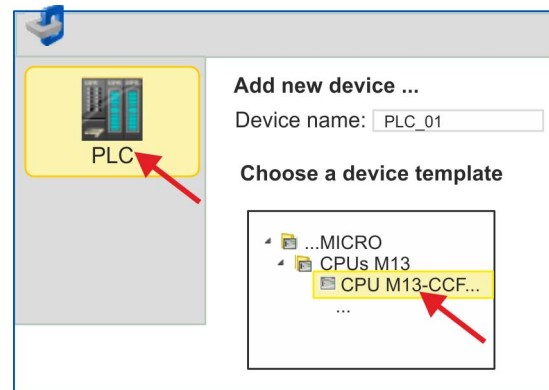 PLC
Add new device ...
Device name: PLC_01
Choose a device template
...MICRO
CPUs M13
CPU M13-CCF...
...